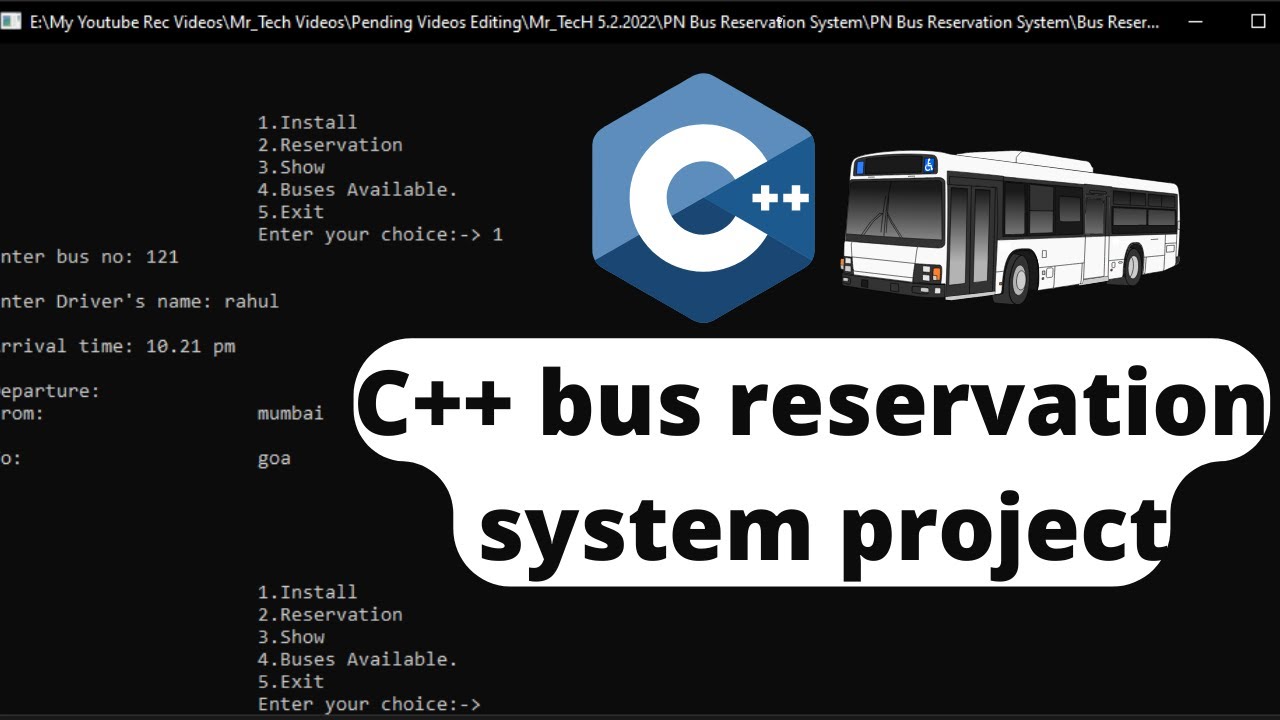 E:\My Youtube Rec Videos\Mr_Tech Videos\Pending Videos Editing\Mr_TecH 5.2.2022\PN Bus Reservation System\PN Bus Reservation System\Bus Reser...
1.Install
2.Reservation
3.Show
4.Buses Available.
5.Exit
Enter your choice:-> 1
nter bus no: 121
nter Driver's name: rahul
rrival time: 10.21 pm
eparture:
rom: mumbai
o: goa
C++
C++ bus reservation
system project
1.Install
2.Reservation
3.Show
4.Buses Available.
5.Exit
Enter your choice:->